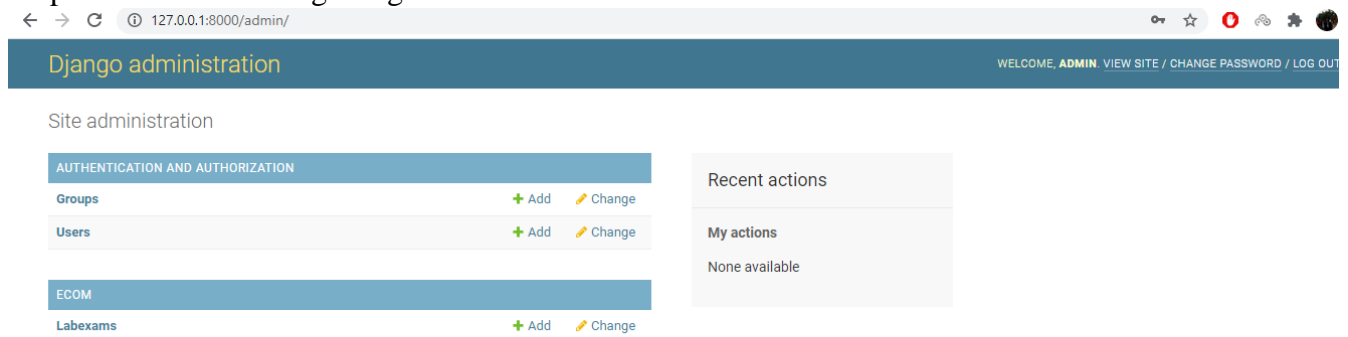 127.0.0.1:8000/admin/
Django administration
WELCOME, ADMIN. VIEW SITE / CHANGE PASSWORD / LOG OUT
Site administration
AUTHENTICATION AND AUTHORIZATION
Groups + Add Change
Users + Add Change
ECOM
Labexams + Add Change
Recent actions
My actions
None available